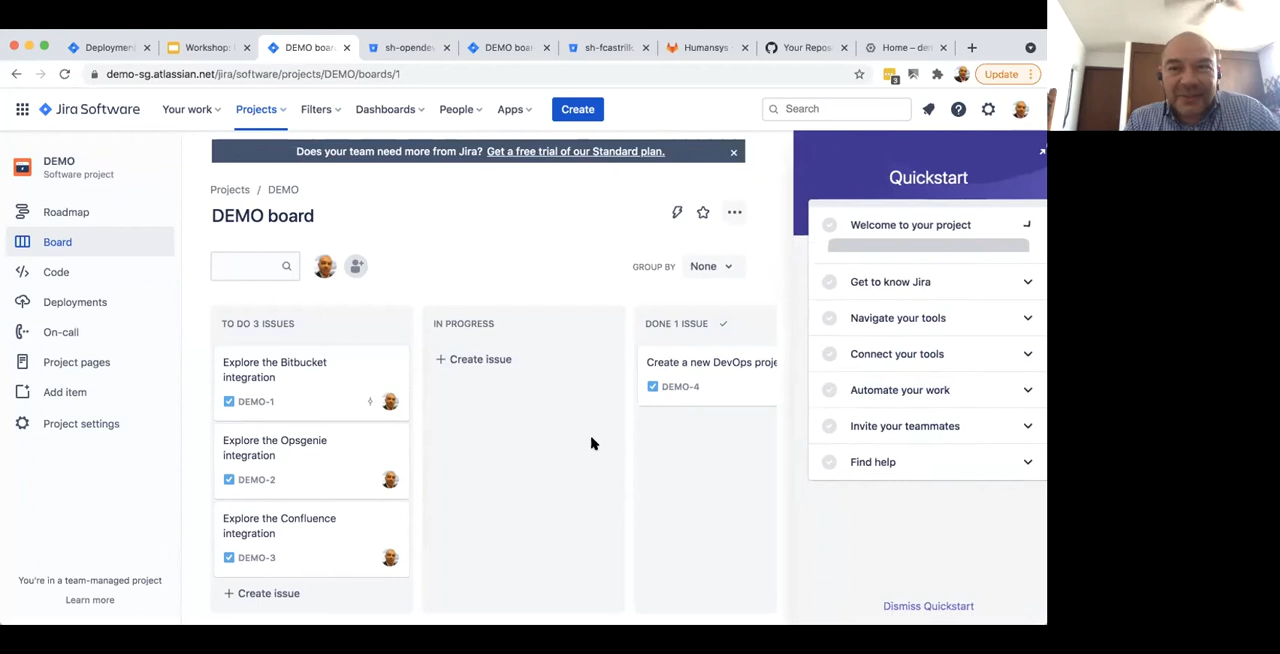 Deploymen
Workshop:
DEMO boar
sh-opende
DEMO boar
sh-fcastrill
Humansys
Your Repos
Home – der
demo-sg.atlassian.net/jira/software/projects/DEMO/boards/1
3
Update
Jira Software
Your work
Projects
Filters
Dashboards
People
Apps
Create
Search
DEMO
Software project
Roadmap
Board
Code
Deployments
On-call
Project pages
Add item
Project settings
You're in a team-managed project
Learn more
Does your team need more from Jira? Get a free trial of our Standard plan.
Projects / DEMO
DEMO board
GROUP BY
None
TO DO 3 ISSUES
Explore the Bitbucket
integration
DEMO-1
Explore the Opsgenie
integration
DEMO-2
Explore the Confluence
integration
DEMO-3
+ Create issue
IN PROGRESS
+ Create issue
DONE 1 ISSUE
Create a new DevOps proje
DEMO-4
Quickstart
Welcome to your project
Get to know Jira
Navigate your tools
Connect your tools
Automate your work
Invite your teammates
Find help
Dismiss Quickstart